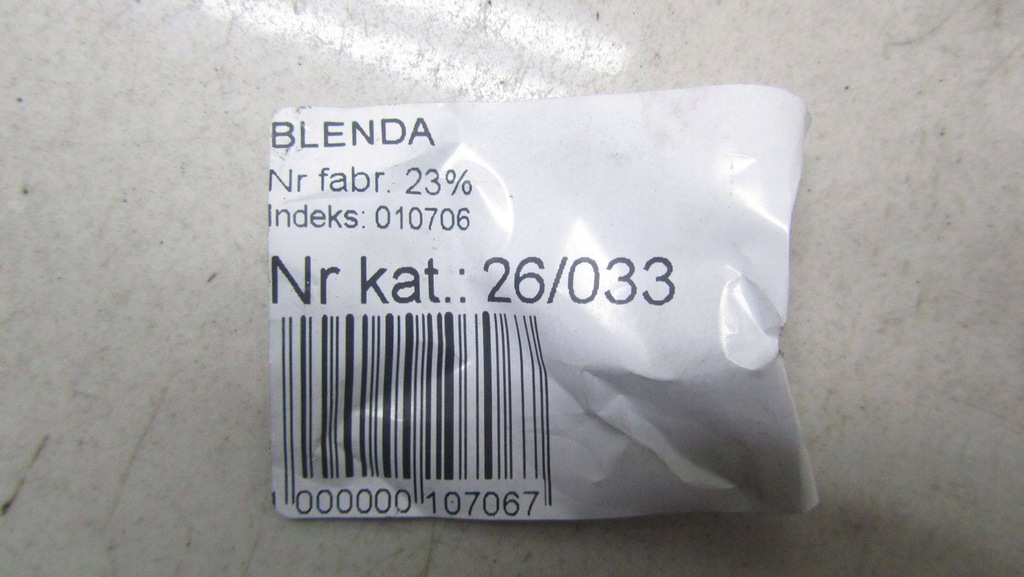 BLENDA
Nr fabr. 23%
Indeks: 010706
Nr kat.: 26/033
000000 107067